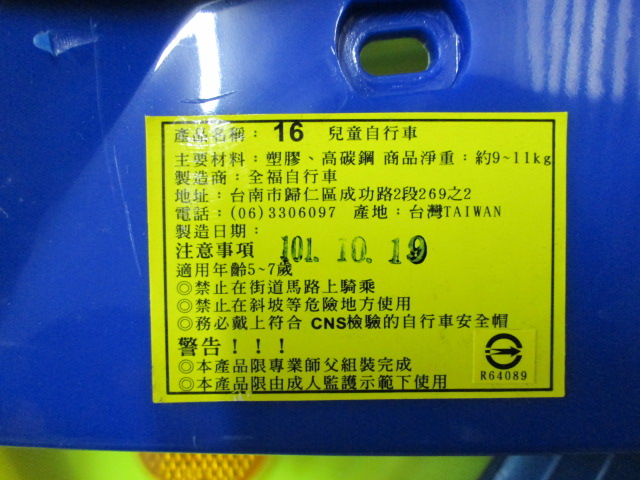 產品名稱：16 兒童自行車
主要材料：塑膠、高碳鋼 商品淨重：約9~11kg
製造商：全福自行車
地址：台南市歸仁區成功路2段269之2
電話：(06)3306097 產地：台灣TAIWAN
製造日期：
注意事項 101. 10. 19
適用年齡5~7歲
◎禁止在街道馬路上騎乘
◎禁止在斜坡等危險地方使用
◎務必戴上符合 CNS檢驗的自行車安全帽
警告！！！
◎本產品限專業師父組裝完成
◎本產品限由成人監護示範下使用
R64089